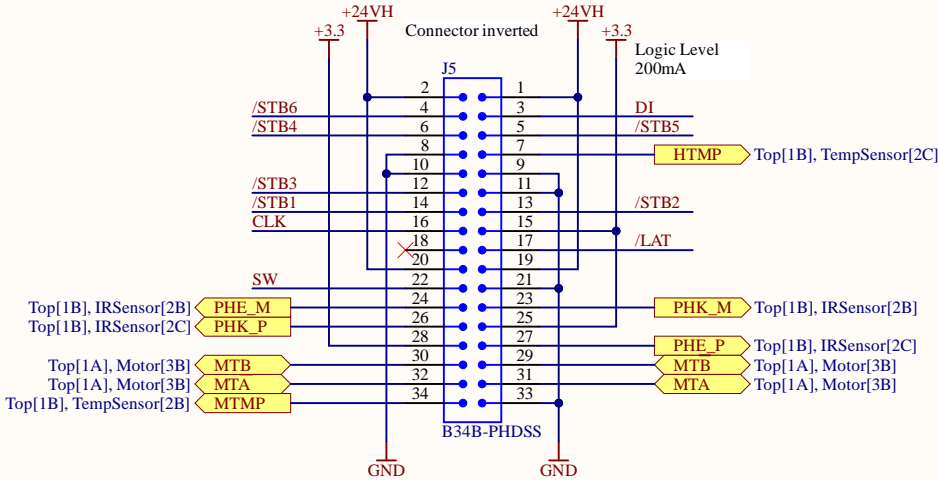 +24VH
+24VH
+3.3
Connector inverted
+3.3
Logic Level
200mA
J5
2 1
/STB6 4 3 DI
/STB4 6 5 /STB5
8 7 HTMP Top[1B], TempSensor[2C]
10 9
/STB3 12 11
/STB1 14 13 /STB2
CLK 16 15
18 17 /LAT
20 19
SW 22 21
Top[1B], IRSensor[2B] PHE_M 24 23 PHK_M Top[1B], IRSensor[2B]
Top[1B], IRSensor[2C] PHK_P 26 25
28 27 PHE_P Top[1B], IRSensor[2C]
Top[1A], Motor[3B] MTB 30 29 MTB Top[1A], Motor[3B]
Top[1A], Motor[3B] MTA 32 31 MTA Top[1A], Motor[3B]
Top[1B], TempSensor[2B] MTMP 34 33
B34B-PHDSS
GND
GND